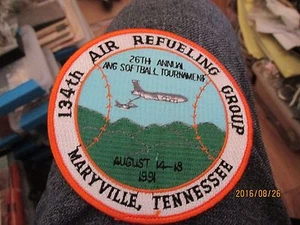 134th AIR REFUELING GROUP
26TH ANNUAL
ANG SOFTBALL TOURNAMENT
AUGUST 14-18
1991
MARYVILLE, TENNESSEE
2016/08/26